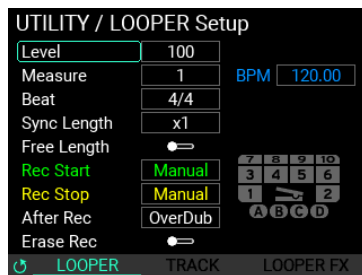 UTILITY / LOOPER Setup
Level 100
Measure 1 BPM 120.00
Beat 4/4
Sync Length x1
Free Length
Rec Start Manual
Rec Stop Manual
After Rec OverDub
Erase Rec
7 8 9 10
3 4 5 6
1 2
A B C D
LOOPER TRACK LOOPER FX